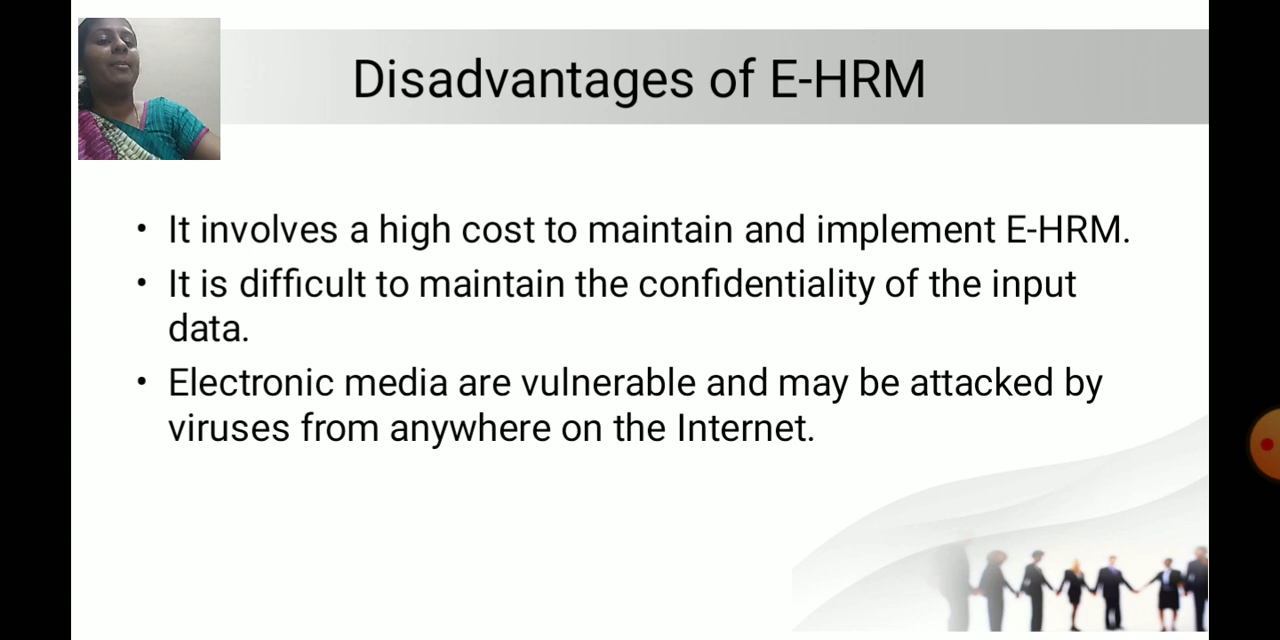 Disadvantages of E-HRM
• It involves a high cost to maintain and implement E-HRM.
• It is difficult to maintain the confidentiality of the input
data.
• Electronic media are vulnerable and may be attacked by
viruses from anywhere on the Internet.